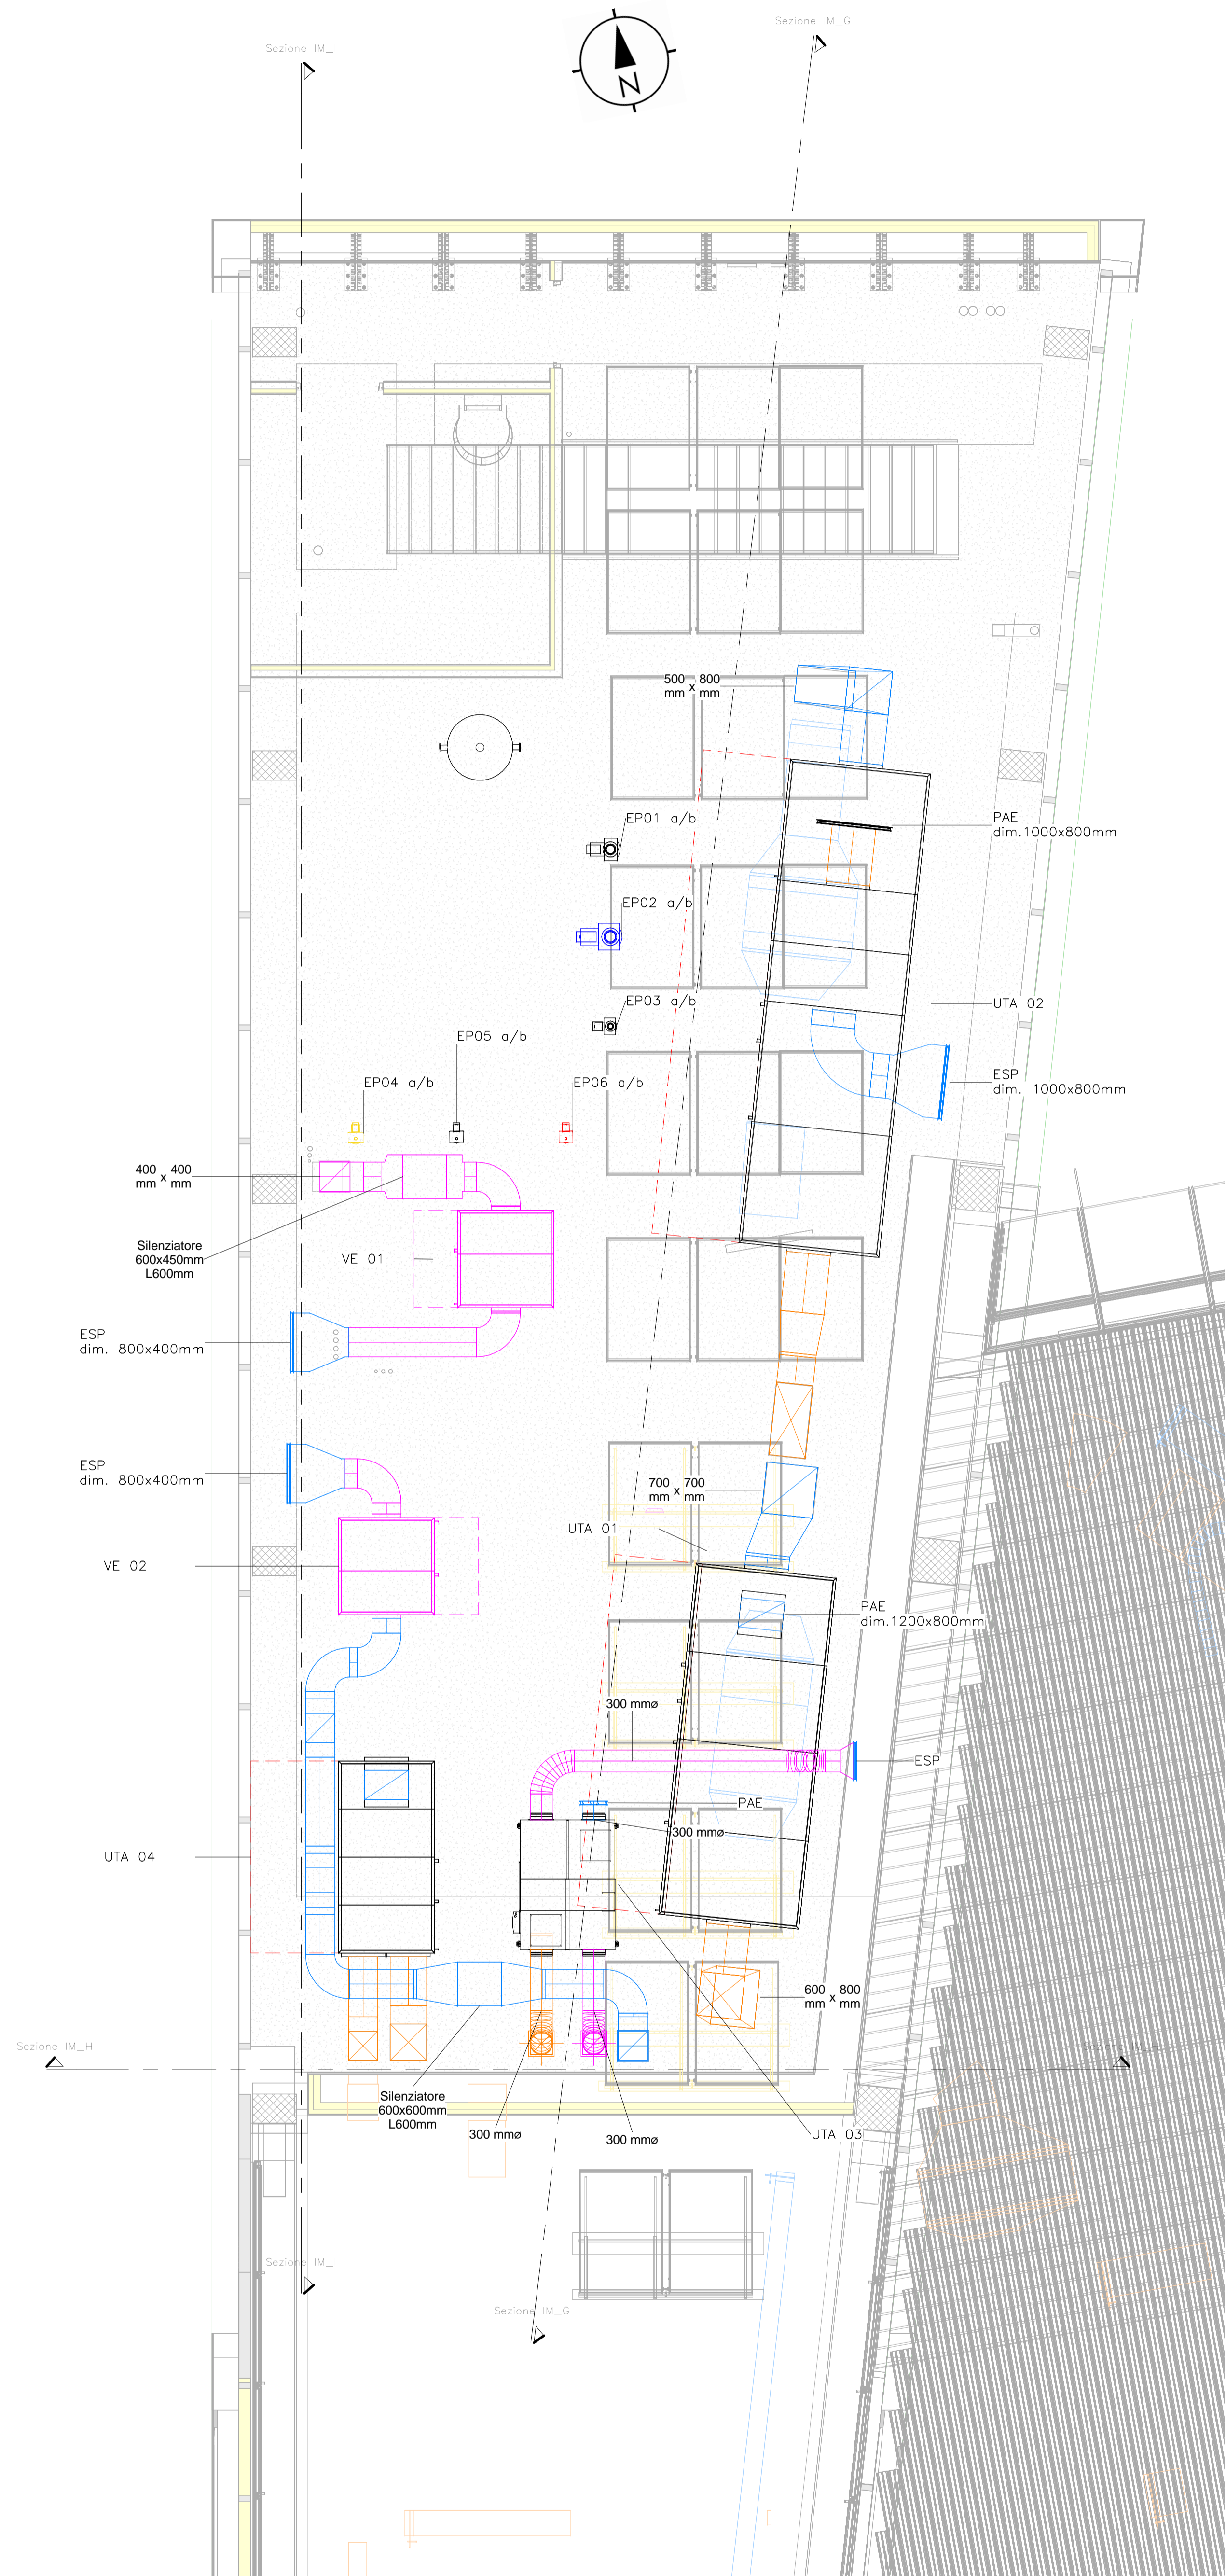 Sezione IM_G
Sezione IM_I
N
500 x 800
mm mm
PAE
dim.1000x800mm
EP01 a/b
EP02 a/b
EP03 a/b
UTA 02
EP05 a/b
EP04 a/b
EP06 a/b
ESP
dim. 1000x800mm
400 x 400
mm mm
Silenziatore
600x450mm
L600mm
VE 01
ESP
dim. 800x400mm
ESP
dim. 800x400mm
700 x 700
mm mm
UTA 01
VE 02
PAE
dim.1200x800mm
300 mmø
ESP
PAE
300 mmø
UTA 04
600 x 800
mm mm
Sezione IM_H
Silenziatore
600x600mm
L600mm
300 mmø
300 mmø
UTA 03
Sezione IM_I
Sezione IM_G